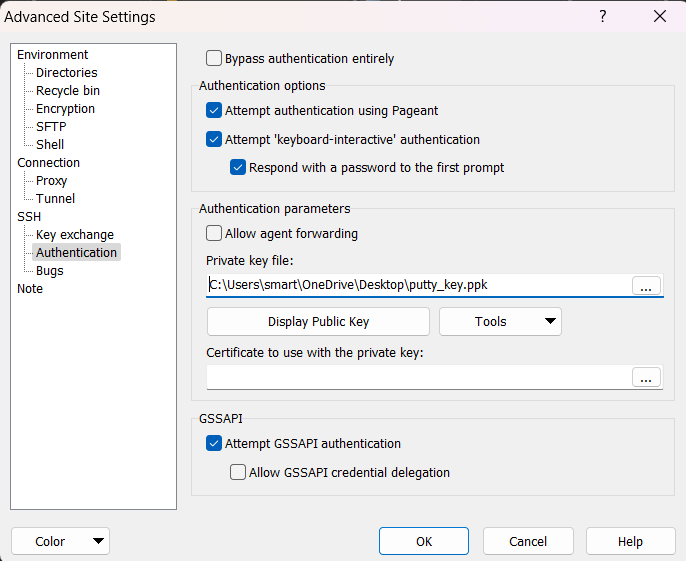 Advanced Site Settings
?
Environment
Directories
Recycle bin
Encryption
SFTP
Shell
Connection
Proxy
Tunnel
SSH
Key exchange
Authentication
Bugs
Note
Bypass authentication entirely
Authentication options
Attempt authentication using Pageant
Attempt 'keyboard-interactive' authentication
Respond with a password to the first prompt
Authentication parameters
Allow agent forwarding
Private key file:
C:\Users\smart\OneDrive\Desktop\putty_key.ppk
...
Display Public Key
Tools
Certificate to use with the private key:
...
GSSAPI
Attempt GSSAPI authentication
Allow GSSAPI credential delegation
Color
OK
Cancel
Help